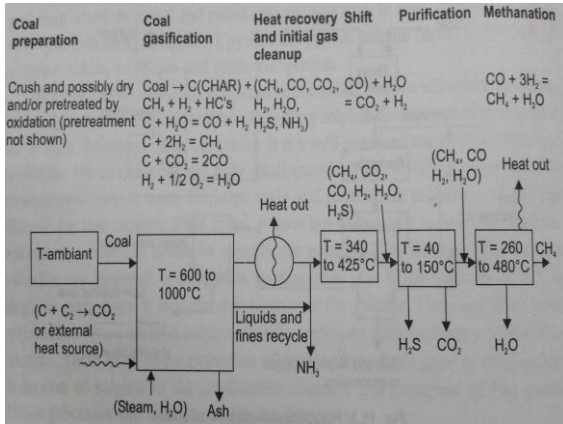 Coal preparation
Coal gasification
Heat recovery and initial gas cleanup
Shift
Purification
Methanation
Crush and possibly dry
and/or pretreated by
oxidation (pretreatment
not shown)
Coal → C(CHAR) +
CH₄ + H₂ + HC's
C + H₂O = CO + H₂
C + 2H₂ = CH₄
C + CO₂ = 2CO
H₂ + 1/2 O₂ = H₂O
(CH₄, CO, CO₂,
H₂, H₂O,
H₂S, NH₃)
CO + H₂O
= CO₂ + H₂
CO + 3H₂ =
CH₄ + H₂O
(CH₄, CO₂,
CO, H₂, H₂O,
H₂S)
(CH₄, CO
H₂, H₂O)
Heat out
Heat out
T-ambiant
Coal
T = 600 to
1000°C
T = 340
to 425°C
T = 40
to 150°C
T = 260
to 480°C
CH₄
(C + C₂ → CO₂
or external
heat source)
Liquids and
fines recycle
NH₃
H₂S
CO₂
H₂O
(Steam, H₂O)
Ash